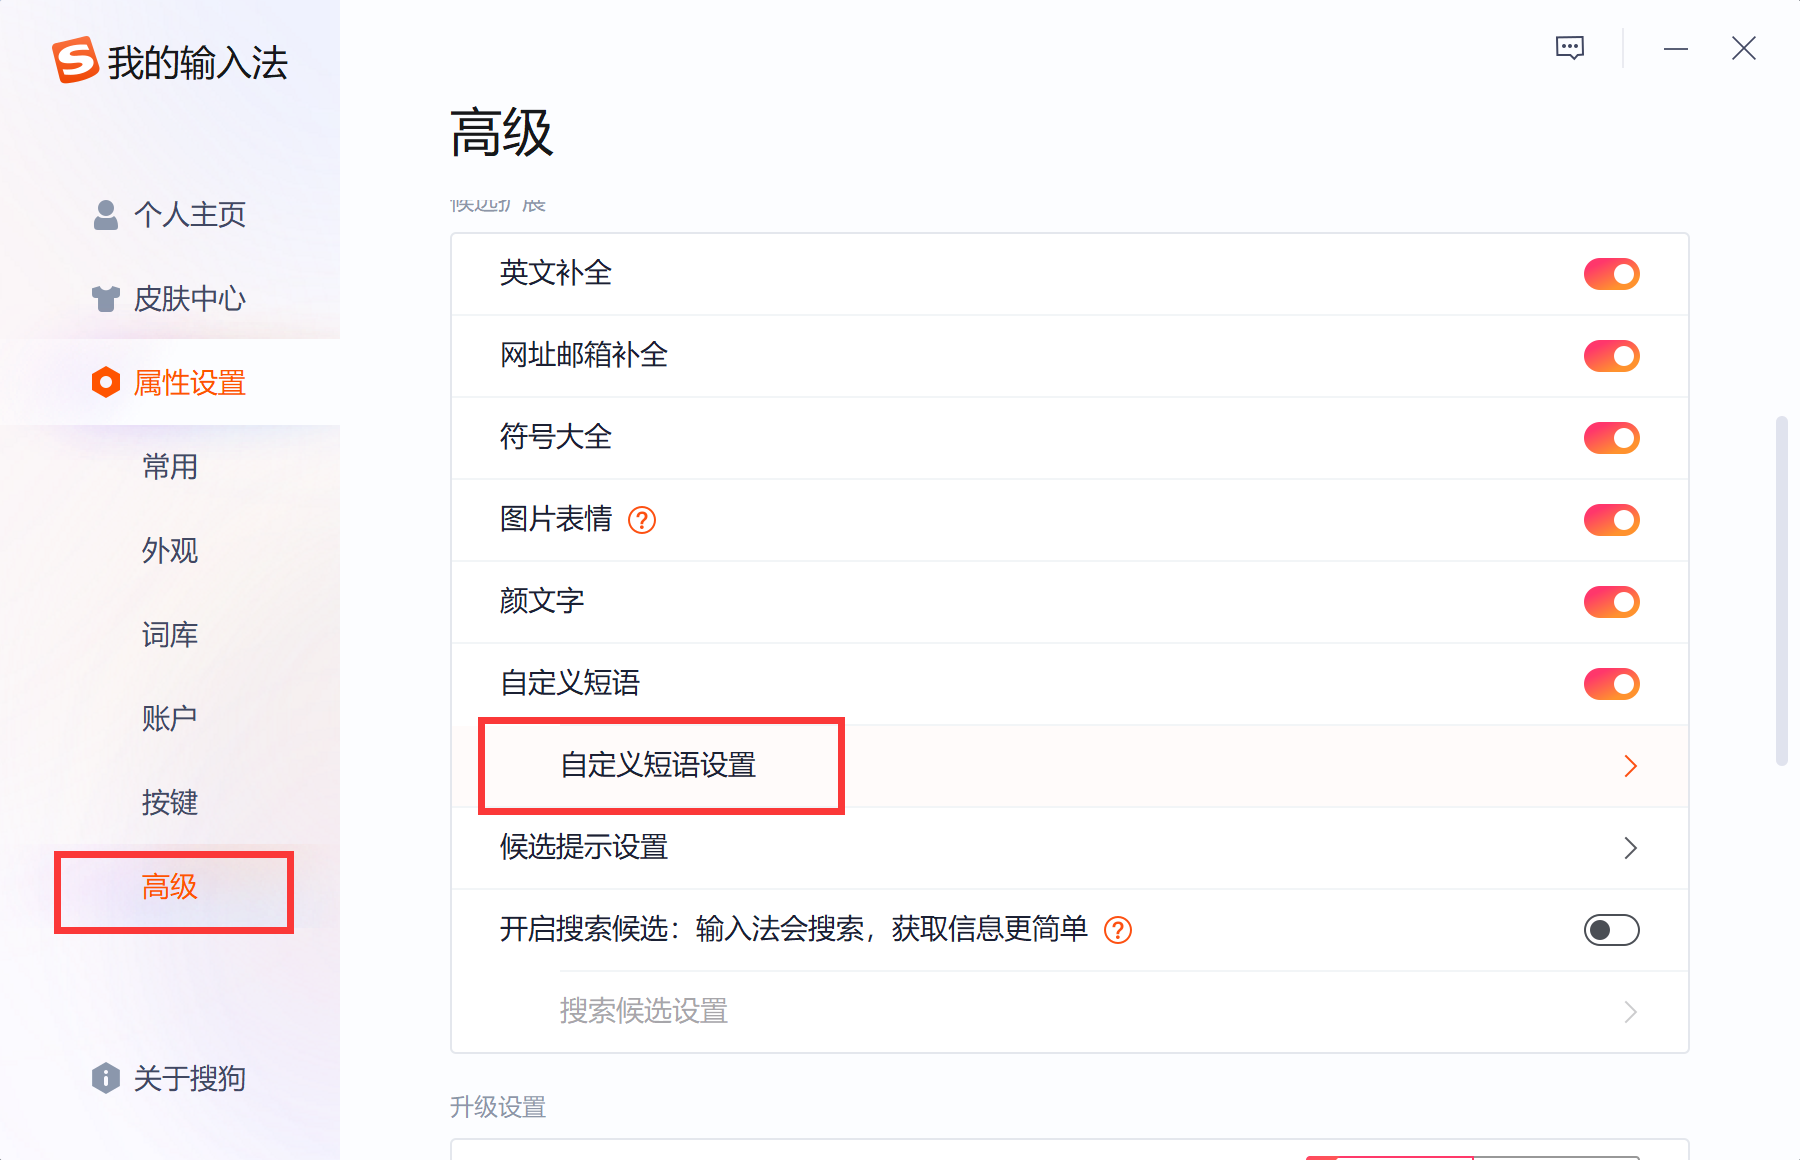 我的输入法
个人主页
皮肤中心
属性设置
常用
外观
词库
账户
按键
高级
关于搜狗
高级
候选扩展
英文补全
网址邮箱补全
符号大全
图片表情
颜文字
自定义短语
自定义短语设置
候选提示设置
开启搜索候选：输入法会搜索，获取信息更简单
搜索候选设置
升级设置